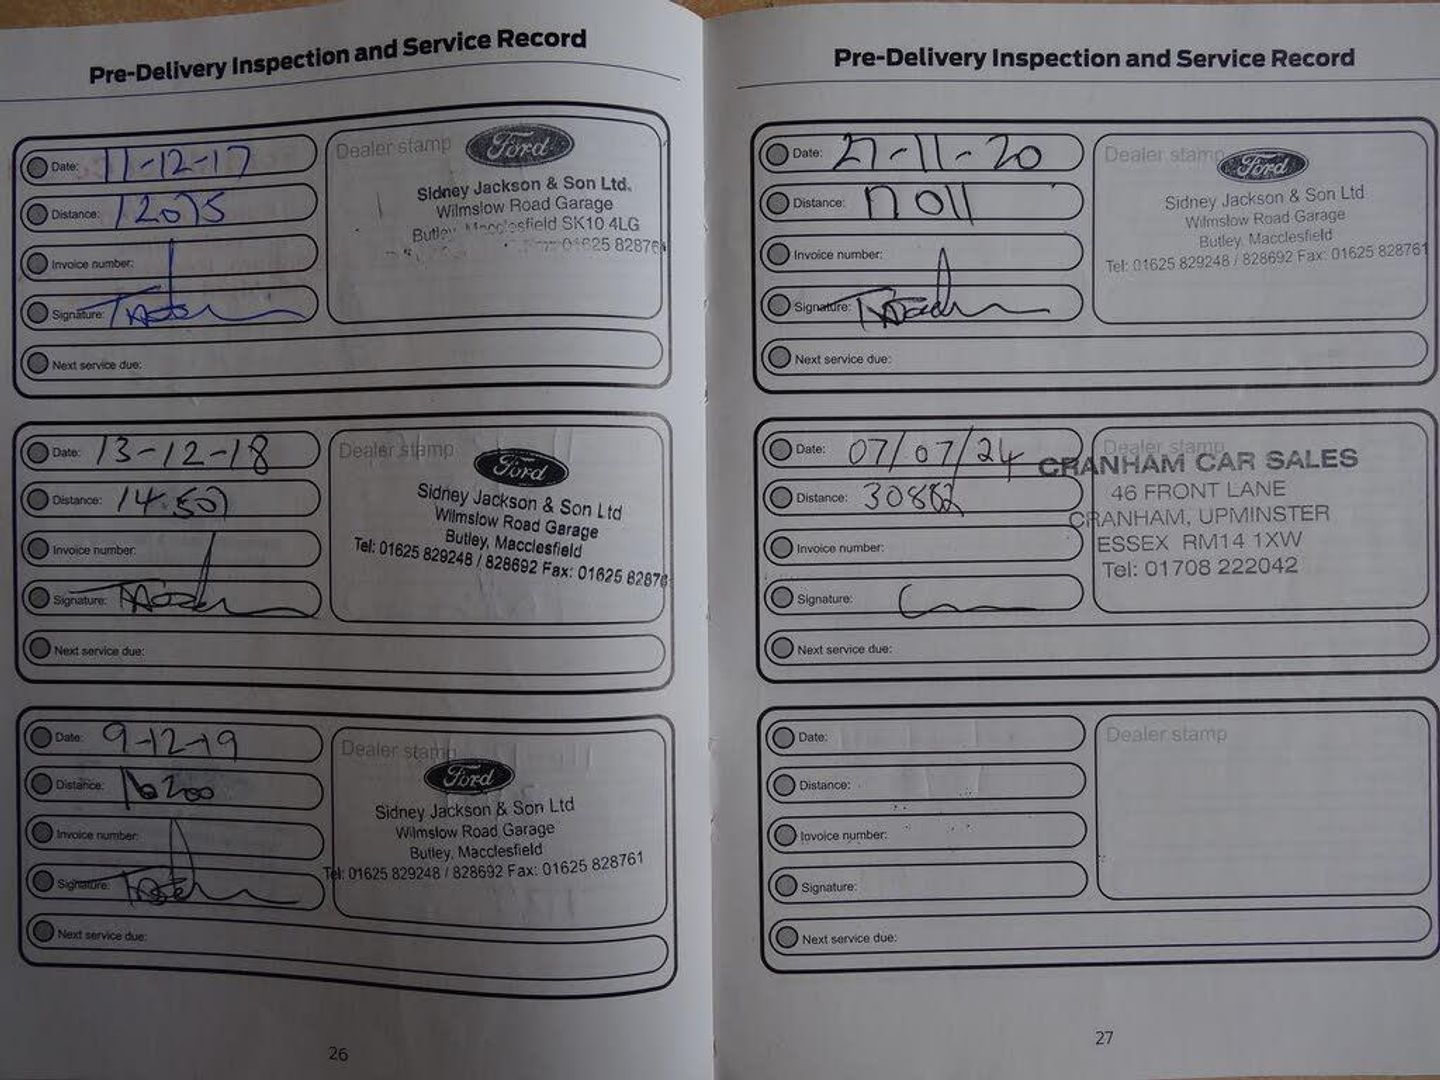 Pre-Delivery Inspection and Service Record
Date: 11-12-17
Distance: 12075
Invoice number:
Signature:
Next service due:
Dealer stamp
Ford
Sidney Jackson & Son Ltd.
Wilmslow Road Garage
Butley, Macclesfield SK10 4LG
01625 82876
Date: 13-12-18
Distance: 14.507
Invoice number:
Signature:
Next service due:
Dealer stamp
Ford
Sidney Jackson & Son Ltd
Wilmslow Road Garage
Butley, Macclesfield
Tel: 01625 829248 / 828692 Fax: 01625 82876
Date: 9-12-19
Distance: 16200
Invoice number:
Signature:
Next service due:
Dealer stamp
Ford
Sidney Jackson & Son Ltd
Wilmslow Road Garage
Butley, Macclesfield
Tel: 01625 829248 / 828692 Fax: 01625 828761
26
Pre-Delivery Inspection and Service Record
Date: 27-11-20
Distance: 17011
Invoice number:
Signature:
Next service due:
Dealer stamp
Ford
Sidney Jackson & Son Ltd
Wilmslow Road Garage
Butley, Macclesfield
Tel: 01625 829248 / 828692 Fax: 01625 828761
Date: 07/07/24
Distance: 30882
Invoice number:
Signature:
Next service due:
Dealer stamp
CRANHAM CAR SALES
46 FRONT LANE
CRANHAM, UPMINSTER
ESSEX RM14 1XW
Tel: 01708 222042
Date:
Distance:
Invoice number:
Signature:
Next service due:
Dealer stamp
27